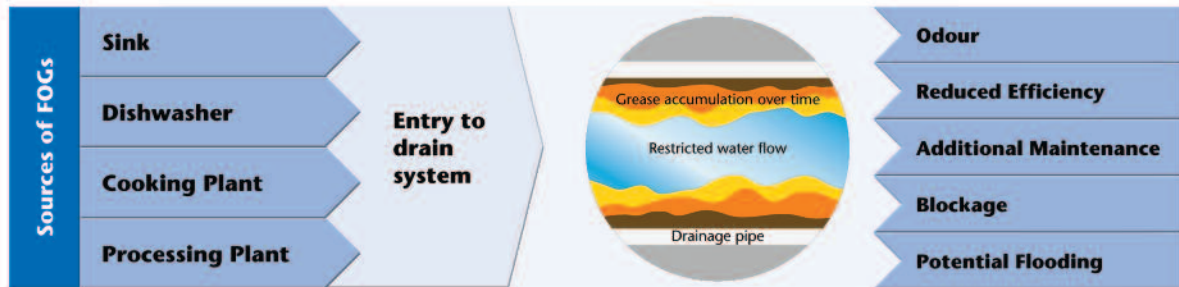 Sources of FOGs
Sink
Dishwasher
Cooking Plant
Processing Plant
Entry to
drain
system
Grease accumulation over time
Restricted water flow
Drainage pipe
Odour
Reduced Efficiency
Additional Maintenance
Blockage
Potential Flooding